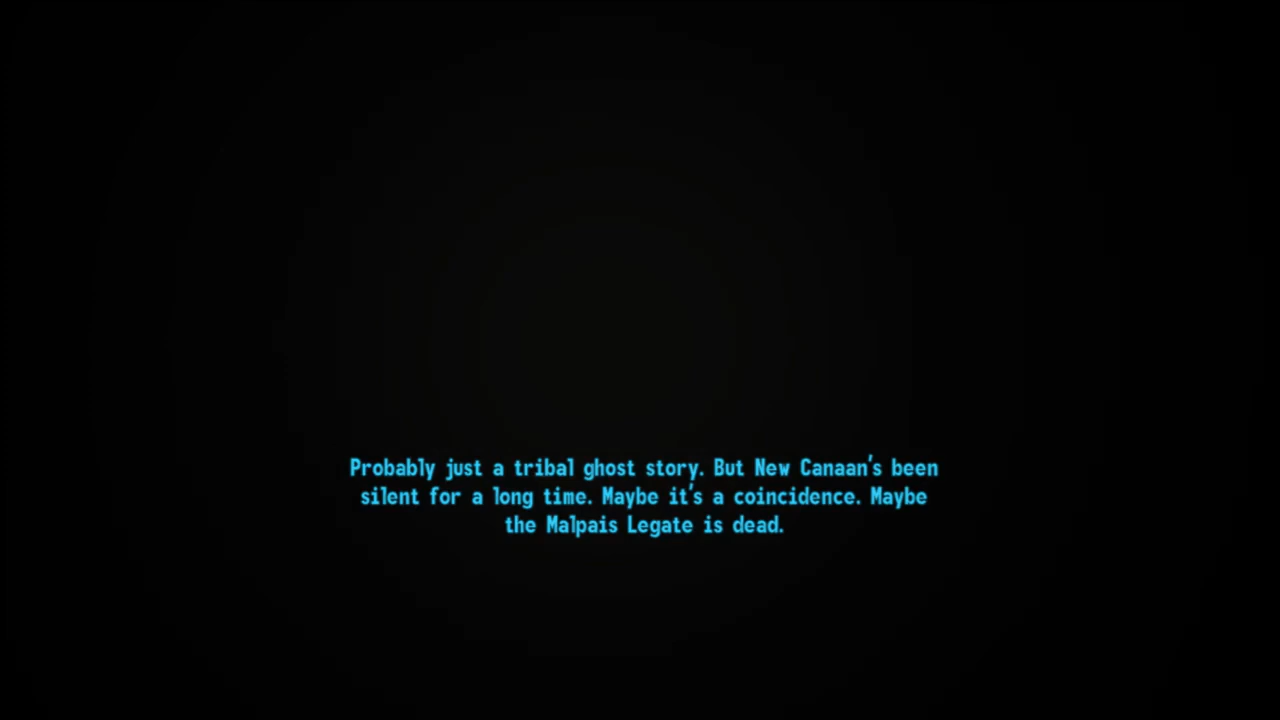 Probably just a tribal ghost story. But New Canaan's been
silent for a long time. Maybe it's a coincidence. Maybe
the Malpais Legate is dead.